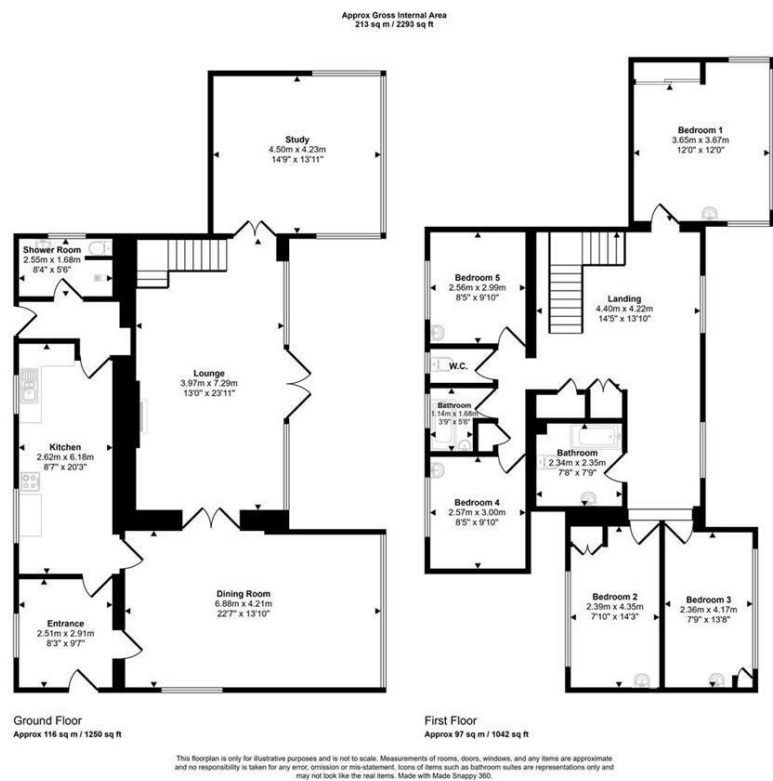 Approx Gross Internal Area
213 sq m / 2293 sq ft
Study
4.50m x 4.23m
14'9" x 13'11"
Bedroom 1
3.65m x 3.67m
12'0" x 12'0"
Shower Room
2.55m x 1.68m
8'4" x 5'6"
Lounge
3.97m x 7.29m
13'0" x 23'11"
Kitchen
2.62m x 6.18m
8'7" x 20'3"
Entrance
2.51m x 2.91m
8'3" x 9'7"
Dining Room
6.88m x 4.21m
22'7" x 13'10"
Bedroom 5
2.56m x 2.99m
8'5" x 9'10"
Landing
4.40m x 4.22m
14'5" x 13'10"
W.C.
Bathroom
1.14m x 1.68m
3'9" x 5'6"
Bathroom
2.34m x 2.35m
7'8" x 7'9"
Bedroom 4
2.57m x 3.00m
8'5" x 9'10"
Bedroom 2
2.39m x 4.35m
7'10" x 14'3"
Bedroom 3
2.36m x 4.17m
7'9" x 13'8"
Ground Floor
Approx 116 sq m / 1250 sq ft
First Floor
Approx 97 sq m / 1042 sq ft
This floorplan is only for illustrative purposes and is not to scale. Measurements of rooms, doors, windows, and any items are approximate
and no responsibility is taken for any error, omission or mis-statement. Icons of items such as bathroom suites are representations only and
may not look like the real items. Made with Made Snappy 360.